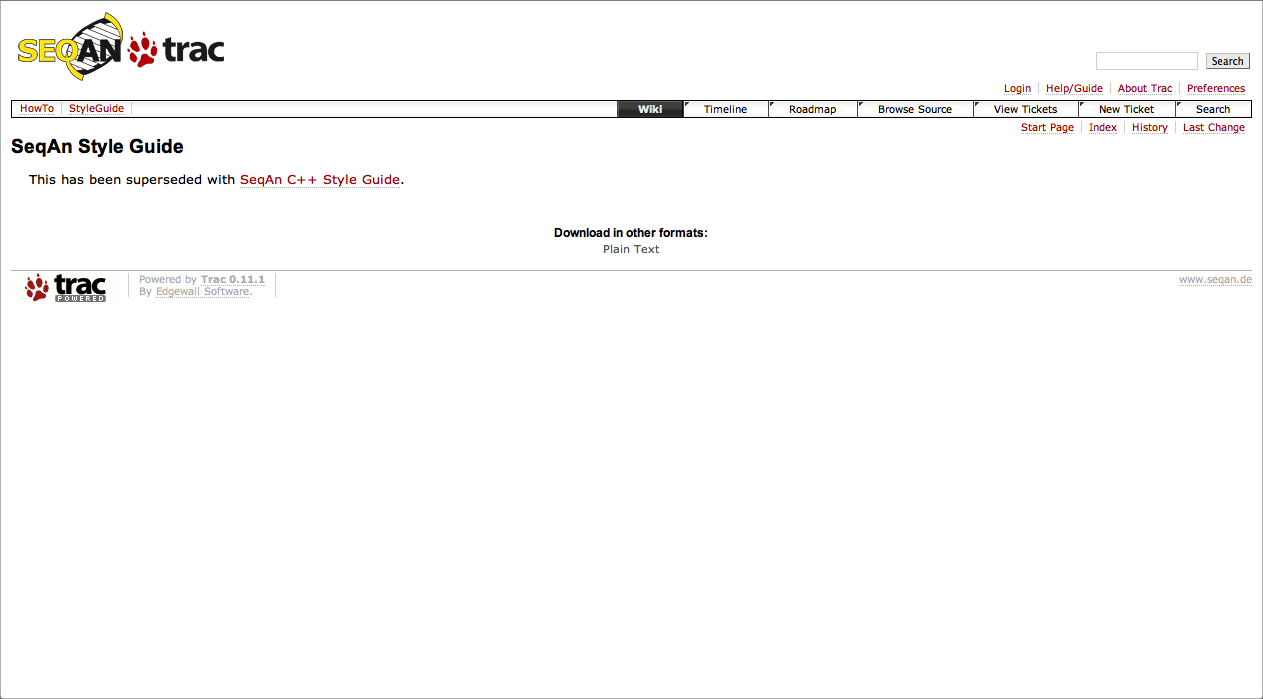 SEQAN trac
Search
Login Help/Guide About Trac Preferences
HowTo StyleGuide Wiki Timeline Roadmap Browse Source View Tickets New Ticket Search
Start Page Index History Last Change
SeqAn Style Guide
This has been superseded with SeqAn C++ Style Guide.
Download in other formats:
Plain Text
trac POWERED
Powered by Trac 0.11.1
By Edgewall Software.
www.seqan.de